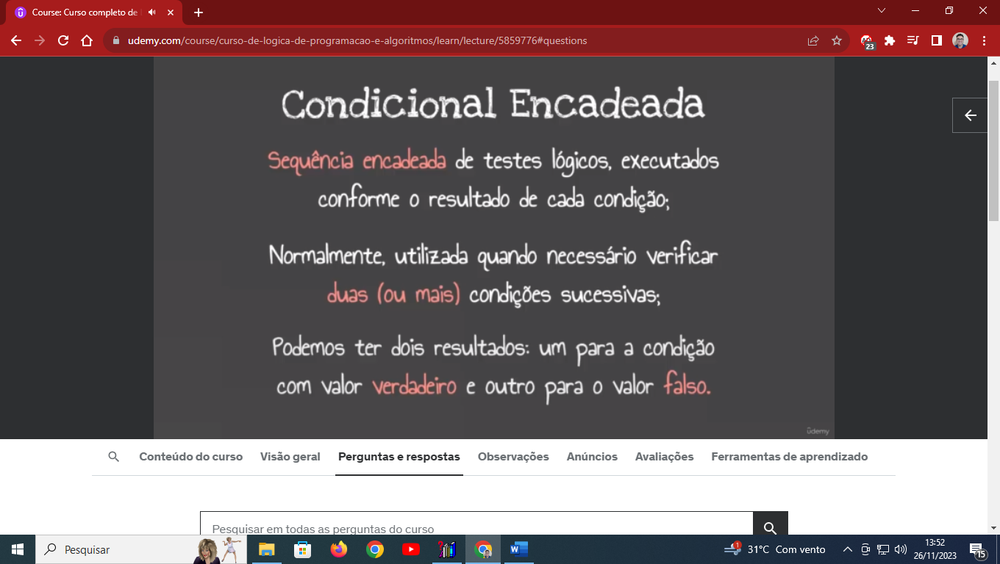 Course: Curso completo de
udemy.com/course/curso-de-logica-de-programacao-e-algoritmos/learn/lecture/5859776#questions
23
Condicional Encadeada
Sequência encadeada de testes lógicos, executados
conforme o resultado de cada condição;
Normalmente, utilizada quando necessário verificar
duas (ou mais) condições sucessivas;
Podemos ter dois resultados: um para a condição
com valor verdadeiro e outro para o valor falso.
udemy
Conteúdo do curso Visão geral Perguntas e respostas Observações Anúncios Avaliações Ferramentas de aprendizado
Pesquisar em todas as perguntas do curso
Pesquisar
1 31°C Com vento
13:52
26/11/2023
15